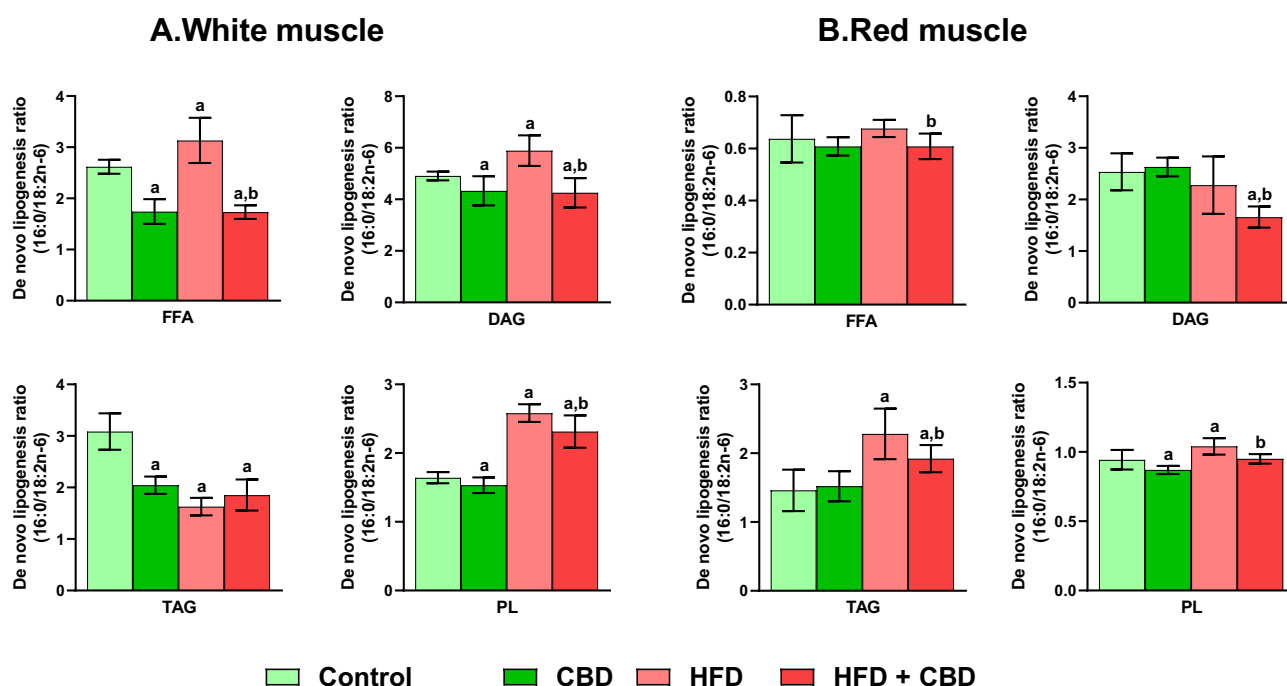 A.White muscle
B.Red muscle
De novo lipogenesis ratio
(16:0/18:2n-6)
4
3
2
1
0
a
a
a,b
FFA
De novo lipogenesis ratio
(16:0/18:2n-6)
8
6
4
2
0
a
a
a,b
DAG
De novo lipogenesis ratio
(16:0/18:2n-6)
0.8
0.6
0.4
0.2
0.0
b
FFA
De novo lipogenesis ratio
(16:0/18:2n-6)
4
3
2
1
0
a,b
DAG
De novo lipogenesis ratio
(16:0/18:2n-6)
4
3
2
1
0
a
a
a
TAG
De novo lipogenesis ratio
(16:0/18:2n-6)
3
2
1
0
a
a
a,b
PL
De novo lipogenesis ratio
(16:0/18:2n-6)
3
2
1
0
a
a,b
TAG
De novo lipogenesis ratio
(16:0/18:2n-6)
1.5
1.0
0.5
0.0
a
a
b
PL
Control CBD HFD HFD + CBD